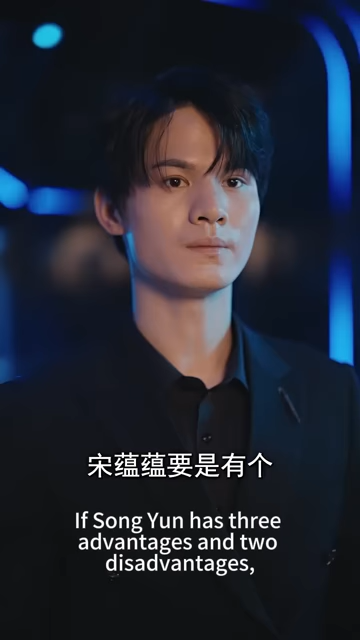 宋蕴蕴要是有个
If Song Yun has three
advantages and two
disadvantages,